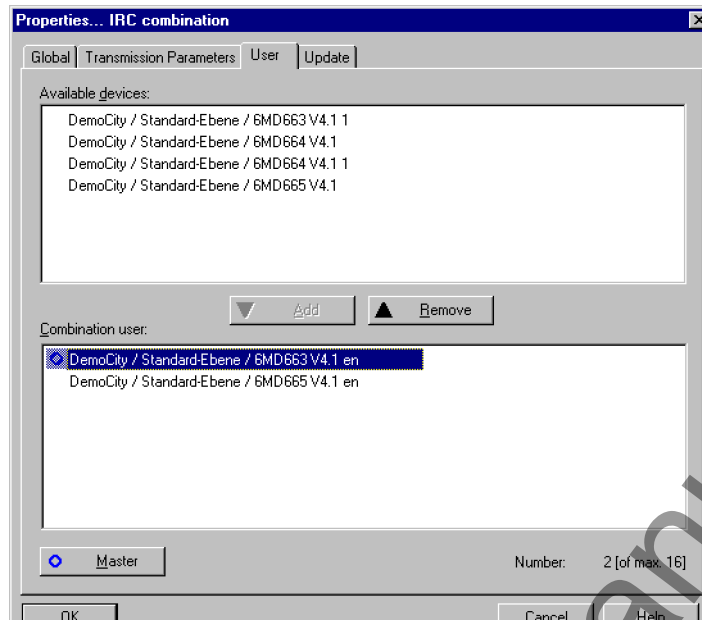 Properties... IRC combination
Global Transmission Parameters User Update
Available devices:
DemoCity / Standard-Ebene / 6MD663 V4.1 1
DemoCity / Standard-Ebene / 6MD664 V4.1
DemoCity / Standard-Ebene / 6MD664 V4.1 1
DemoCity / Standard-Ebene / 6MD665 V4.1
Add Remove
Combination user:
DemoCity / Standard-Ebene / 6MD663 V4.1 en
DemoCity / Standard-Ebene / 6MD665 V4.1 en
Master Number: 2 [of max. 16]
OK Cancel Help